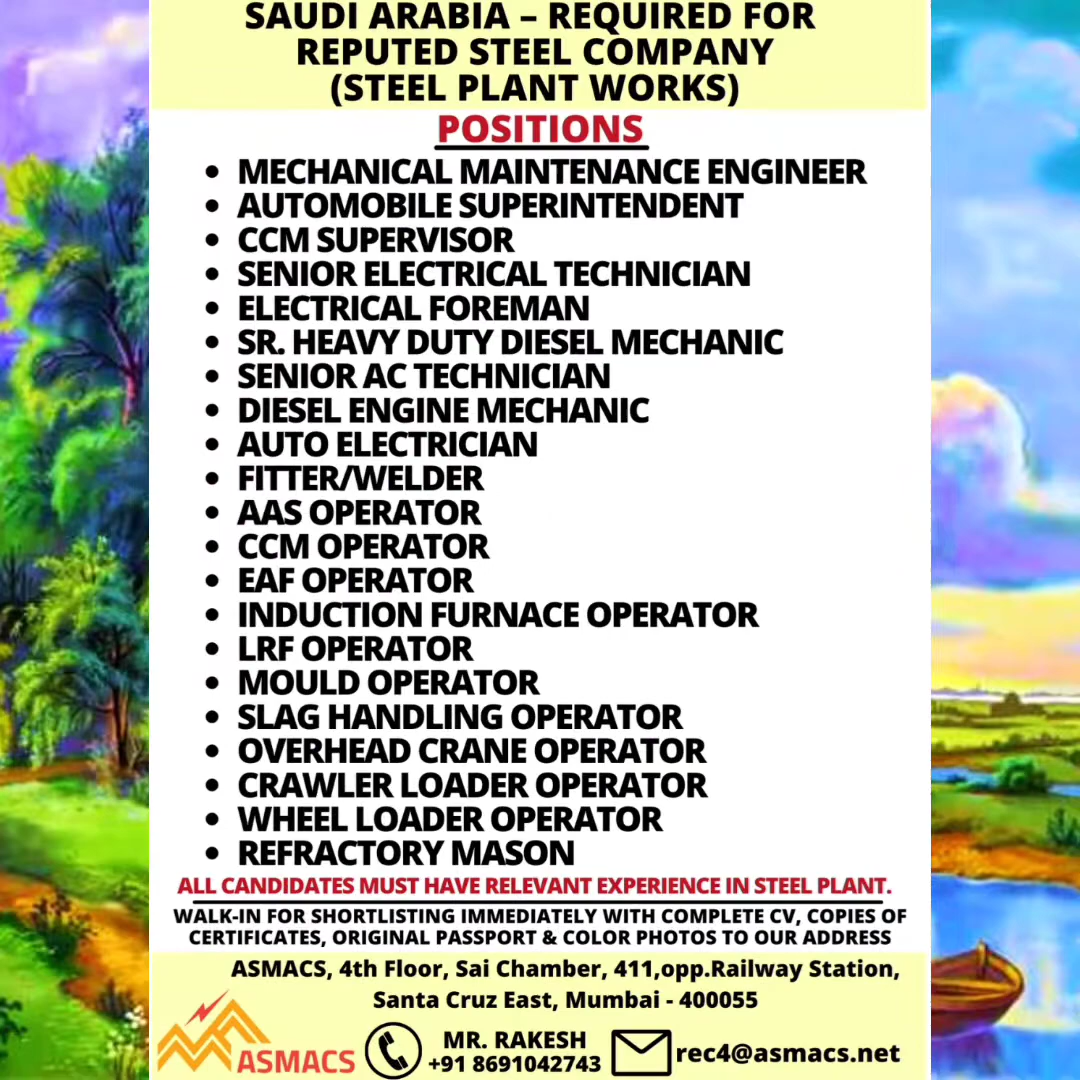 SAUDI ARABIA – REQUIRED FOR
REPUTED STEEL COMPANY
(STEEL PLANT WORKS)
POSITIONS
• MECHANICAL MAINTENANCE ENGINEER
• AUTOMOBILE SUPERINTENDENT
• CCM SUPERVISOR
• SENIOR ELECTRICAL TECHNICIAN
• ELECTRICAL FOREMAN
• SR. HEAVY DUTY DIESEL MECHANIC
• SENIOR AC TECHNICIAN
• DIESEL ENGINE MECHANIC
• AUTO ELECTRICIAN
• FITTER/WELDER
• AAS OPERATOR
• CCM OPERATOR
• EAF OPERATOR
• INDUCTION FURNACE OPERATOR
• LRF OPERATOR
• MOULD OPERATOR
• SLAG HANDLING OPERATOR
• OVERHEAD CRANE OPERATOR
• CRAWLER LOADER OPERATOR
• WHEEL LOADER OPERATOR
• REFRACTORY MASON
ALL CANDIDATES MUST HAVE RELEVANT EXPERIENCE IN STEEL PLANT.
WALK-IN FOR SHORTLISTING IMMEDIATELY WITH COMPLETE CV, COPIES OF
CERTIFICATES, ORIGINAL PASSPORT & COLOR PHOTOS TO OUR ADDRESS
ASMACS, 4th Floor, Sai Chamber, 411,opp.Railway Station,
Santa Cruz East, Mumbai - 400055
ASMACS
MR. RAKESH
+91 8691042743
rec4@asmacs.net